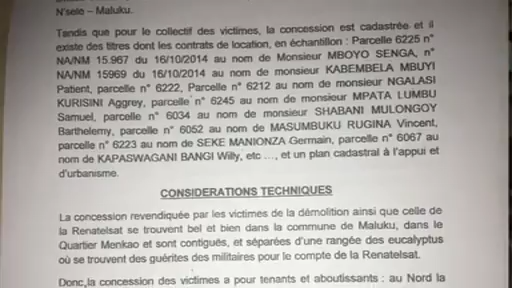 N'sele – Maluku.
Tandis que pour le collectif des victimes, la concession est cadastrée et il
existe des titres dont les contrats de location, en échantillon : Parcelle 6225 n°
NA/NM 15.967 du 16/10/2014 au nom de Monsieur MBOYO SENGA, n°
NA/NM 15969 du 16/10/2014 au nom de monsieur KABEMBELA MBUYI
Patient, parcelle n° 6222, Parcelle n° 6212 au nom de monsieur NGALASI
KURISINI Aggrey, parcelle n° 6245 au nom de monsieur MPATA LUMBU
Samuel, parcelle n° 6034 au nom de monsieur SHABANI MULONGOY
Barthelemy, parcelle n° 6052 au nom de MASUMBUKU RUGINA Vincent,
parcelle n° 6223 au nom de SEKE MANIONZA Germain, parcelle n° 6067 au
nom de KAPASWAGANI BANGI Willy, etc ..., et un plan cadastral à l'appui et
d'urbanisme.
CONSIDERATIONS TECHNIQUES
La concession revendiquée par les victimes de la démolition ainsi que celle de
la Renatelsat se trouvent bel et bien dans la commune de Maluku, dans le
Quartier Menkao et sont contigués, et séparées d'une rangée des eucalyptus
où se trouvent des guérites des militaires pour le compte de la Renatelsat.
Donc,la concession des victimes a pour tenants et aboutissants : au Nord la